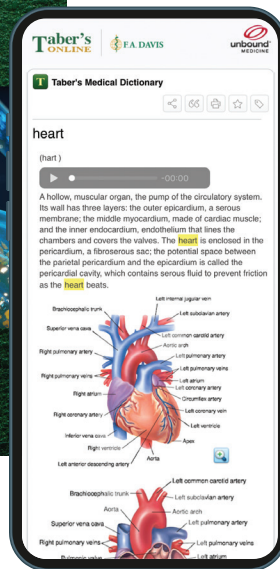 Taber's
ONLINE
F.A. DAVIS
unbound
MEDICINE
T Taber's Medical Dictionary
heart
(hart )
-00:00
A hollow, muscular organ, the pump of the circulatory system.
Its wall has three layers: the outer epicardium, a serous
membrane; the middle myocardium, made of cardiac muscle;
and the inner endocardium, endothelium that lines the
chambers and covers the valves. The heart is enclosed in the
pericardium, a fibroserous sac; the potential space between
the parietal pericardium and the epicardium is called the
pericardial cavity, which contains serous fluid to prevent friction
as the heart beats.
Left internal jugular vein
Brachiocephalic trunk
Left subclavian artery
Superior vena cava
Left common carotid artery
Aortic arch
Right pulmonary artery
Left pulmonary artery
Left pulmonary veins
Right pulmonary veins
Left atrium
Right atrium
Left coronary artery
Circumflex artery
Right coronary artery
Left coronary vein
Left ventricle
Inferior vena cava
Apex
Right ventricle
Aorta
Left anterior descending artery
Left common carotid artery
Brachiocephalic trunk
Left subclavian artery
Aorta
Aortic arch
Superior vena cava
Left pulmonary artery
Right pulmonary veins
Left pulmonary veins
Pulmonic valve
Left atrium